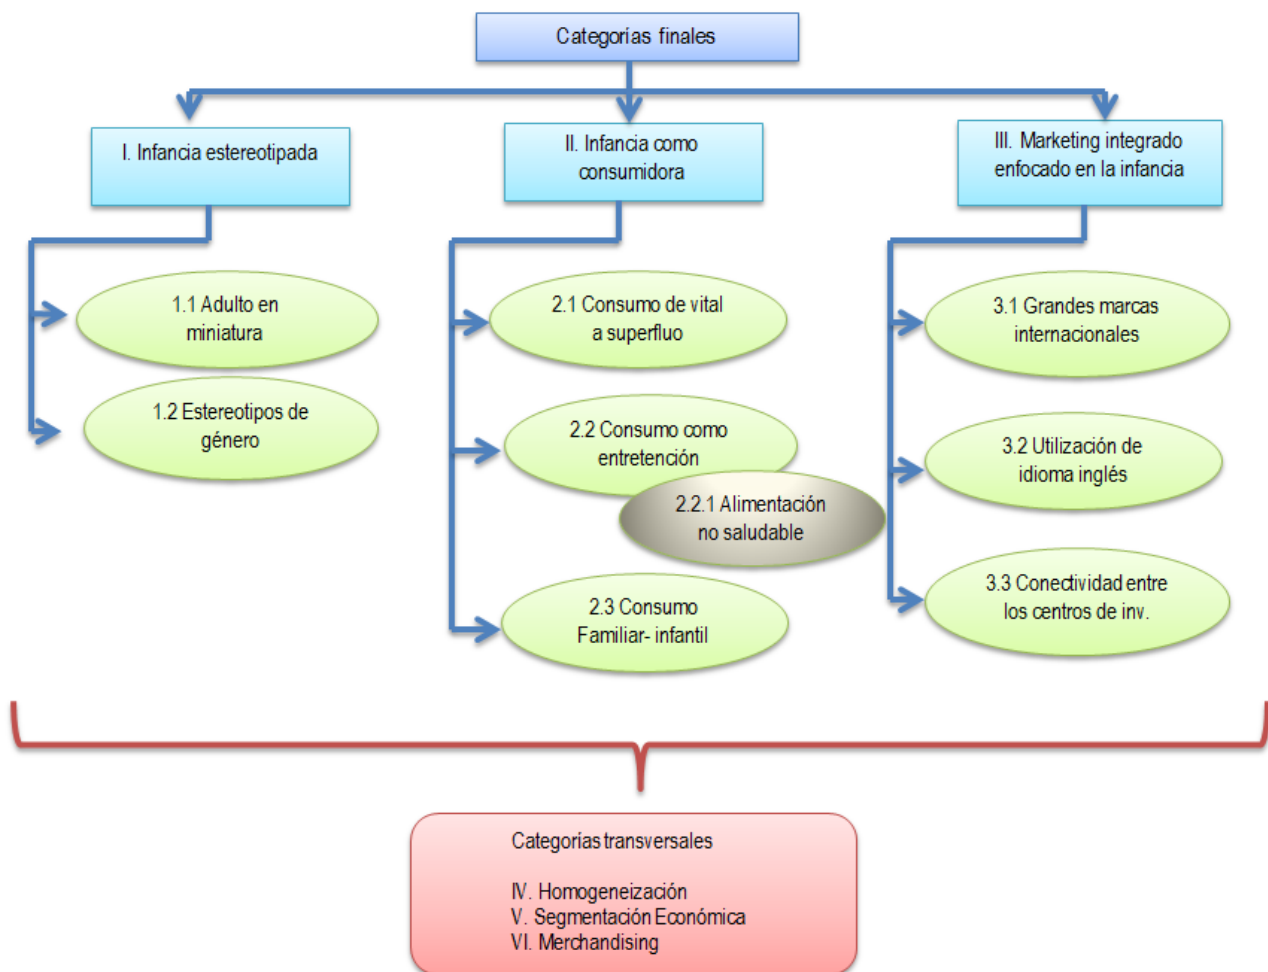 Categorías finales
I. Infancia estereotipada
II. Infancia como
consumidora
III. Marketing integrado
enfocado en la infancia
1.1 Adulto en
miniatura
1.2 Estereotipos de
género
2.1 Consumo de vital
a superfluo
2.2 Consumo como
entretención
2.2.1 Alimentación
no saludable
2.3 Consumo
Familiar- infantil
3.1 Grandes marcas
internacionales
3.2 Utilización de
idioma inglés
3.3 Conectividad entre
los centros de inv.
Categorías transversales
IV. Homogeneización
V. Segmentación Económica
VI. Merchandising